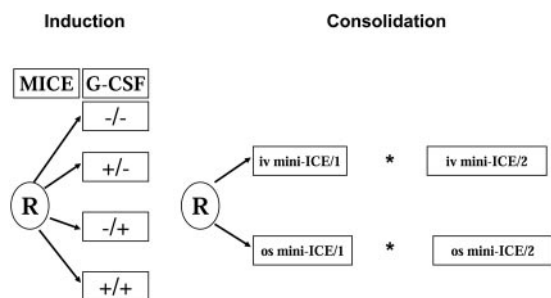 Induction
Consolidation
MICE
G-CSF
-/-
+/-
R
-/+
+/+
R
iv mini-ICE/1
*
iv mini-ICE/2
os mini-ICE/1
*
os mini-ICE/2